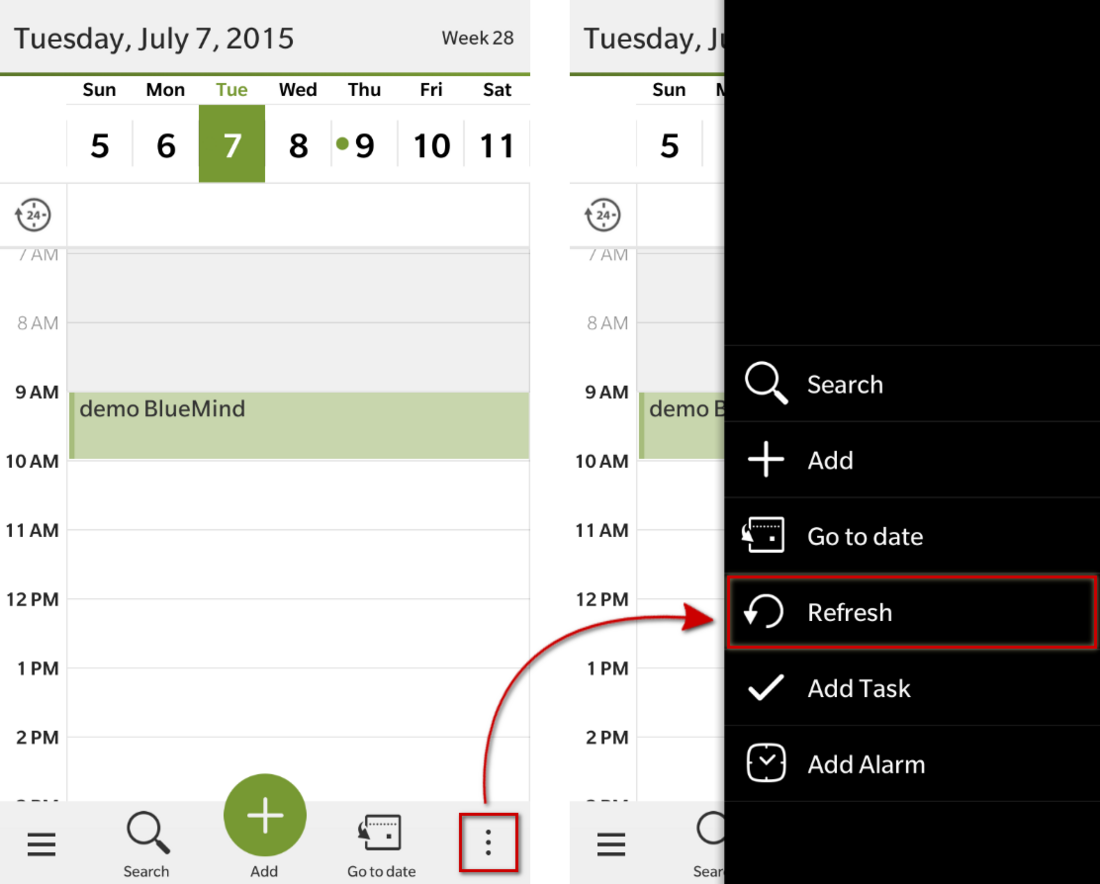 Tuesday, July 7, 2015 Week 28
Sun Mon Tue Wed Thu Fri Sat
5 6 7 8 9 10 11
24
7 AM
8 AM
9 AM demo BlueMind
10 AM
11 AM
12 PM
1 PM
2 PM
Search Add Go to date
Tuesday, Ju
Sun
5
24
7 AM
8 AM
9 AM demo B
10 AM
11 AM
12 PM
1 PM
2 PM
Sear
Search
Add
Go to date
Refresh
Add Task
Add Alarm